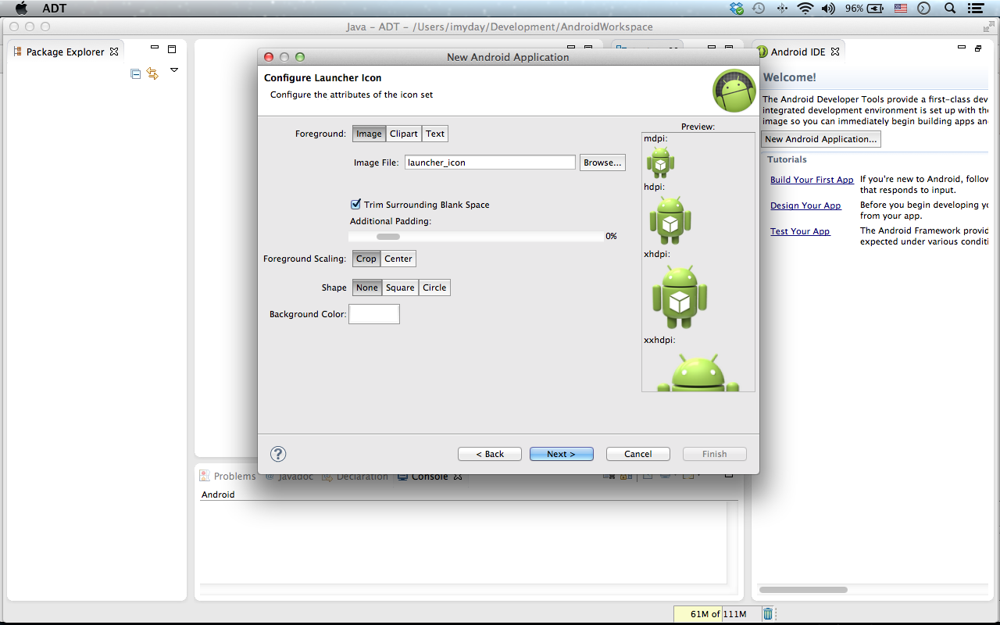 ADT
96%
Java – ADT – /Users/imyday/Development/AndroidWorkspace
Package Explorer
New Android Application
Configure Launcher Icon
Configure the attributes of the icon set
Foreground: Image Clipart Text
Image File: launcher_icon Browse...
Trim Surrounding Blank Space
Additional Padding:
0%
Foreground Scaling: Crop Center
Shape None Square Circle
Background Color:
Preview:
mdpi:
hdpi:
xhdpi:
xxhdpi:
?
< Back Next > Cancel Finish
Android IDE
Welcome!
The Android Developer Tools provide a first-class dev
integrated development environment is set up with the
image so you can immediately begin building apps an
New Android Application...
Tutorials
Build Your First App If you're new to Android, follow
that responds to input.
Design Your App Before you begin developing yo
from your app.
Test Your App The Android Framework provid
expected under various conditi
Problems @ Javadoc Declaration Console
Android
61M of 111M